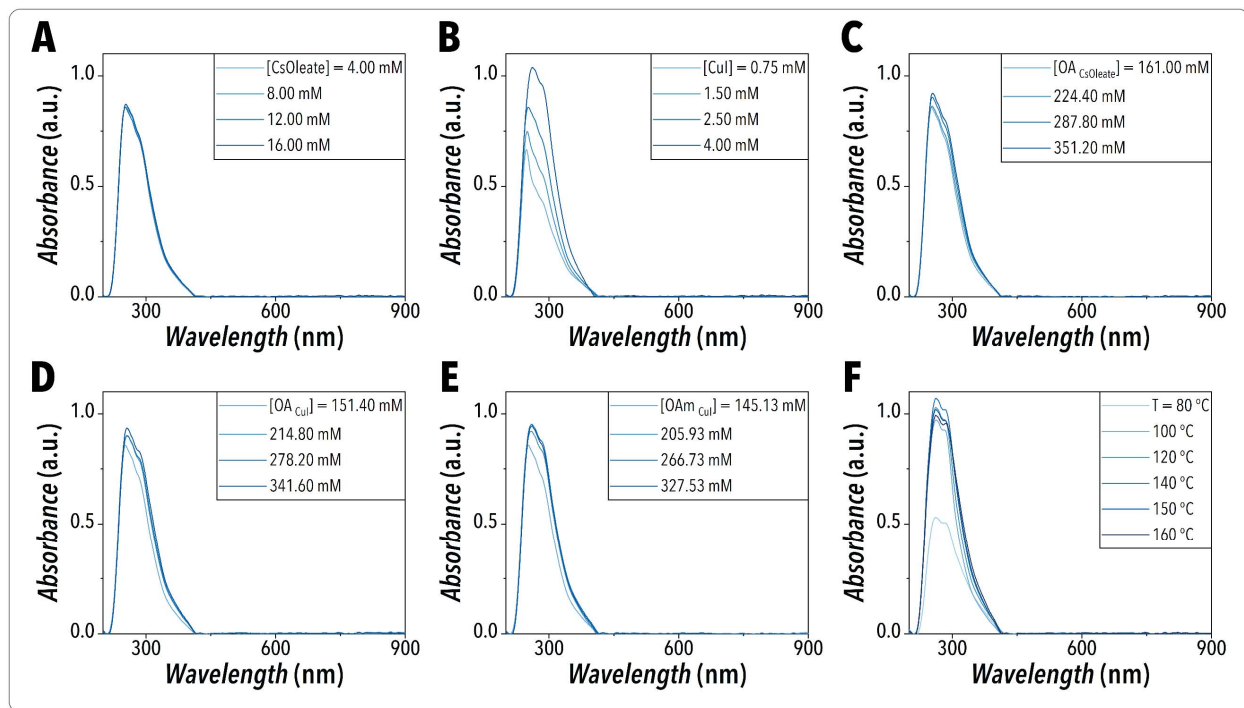 A
B
C
1.0
0.5
0.0
Absorbance (a.u.)
300
600
900
Wavelength (nm)
[CsOleate] = 4.00 mM
8.00 mM
12.00 mM
16.00 mM
1.0
0.5
0.0
Absorbance (a.u.)
300
600
900
Wavelength (nm)
[CuI] = 0.75 mM
1.50 mM
2.50 mM
4.00 mM
1.0
0.5
0.0
Absorbance (a.u.)
300
600
900
Wavelength (nm)
[OA CsOleate] = 161.00 mM
224.40 mM
287.80 mM
351.20 mM
D
E
F
1.0
0.5
0.0
Absorbance (a.u.)
300
600
900
Wavelength (nm)
[OA CuI] = 151.40 mM
214.80 mM
278.20 mM
341.60 mM
1.0
0.5
0.0
Absorbance (a.u.)
300
600
900
Wavelength (nm)
[OAm CuI] = 145.13 mM
205.93 mM
266.73 mM
327.53 mM
1.0
0.5
0.0
Absorbance (a.u.)
300
600
900
Wavelength (nm)
T = 80 ºC
100 ºC
120 ºC
140 ºC
150 ºC
160 ºC